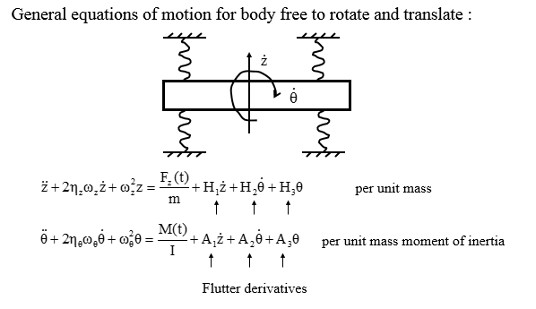 General equations of motion for body free to rotate and translate :
ż
θ̇
z̈ + 2η_zω_zż + ω_z²z = F_z(t)/m + H₁ż + H₂θ̇ + H₃θ per unit mass
θ̈ + 2η_θω_θθ̇ + ω_θ²θ = M(t)/I + A₁ż + A₂θ̇ + A₃θ per unit mass moment of inertia
Flutter derivatives